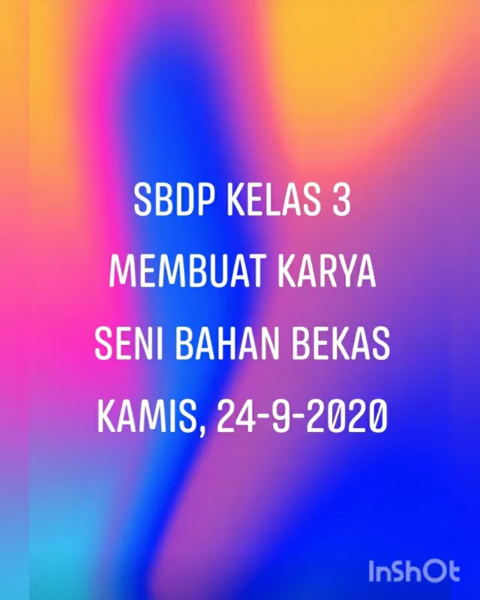 SBDP KELAS 3
MEMBUAT KARYA
SENI BAHAN BEKAS
KAMIS, 24-9-2020
InShOt